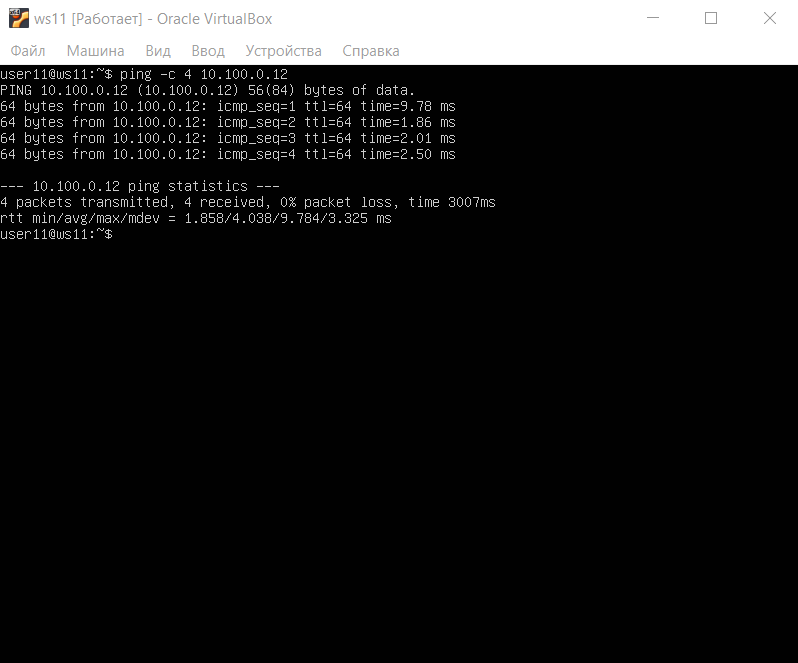 ws11 [Работает] - Oracle VirtualBox
Файл Машина Вид Ввод Устройства Справка
user11@ws11:~$ ping -c 4 10.100.0.12
PING 10.100.0.12 (10.100.0.12) 56(84) bytes of data.
64 bytes from 10.100.0.12: icmp_seq=1 ttl=64 time=9.78 ms
64 bytes from 10.100.0.12: icmp_seq=2 ttl=64 time=1.86 ms
64 bytes from 10.100.0.12: icmp_seq=3 ttl=64 time=2.01 ms
64 bytes from 10.100.0.12: icmp_seq=4 ttl=64 time=2.50 ms
--- 10.100.0.12 ping statistics ---
4 packets transmitted, 4 received, 0% packet loss, time 3007ms
rtt min/avg/max/mdev = 1.858/4.038/9.784/3.325 ms
user11@ws11:~$